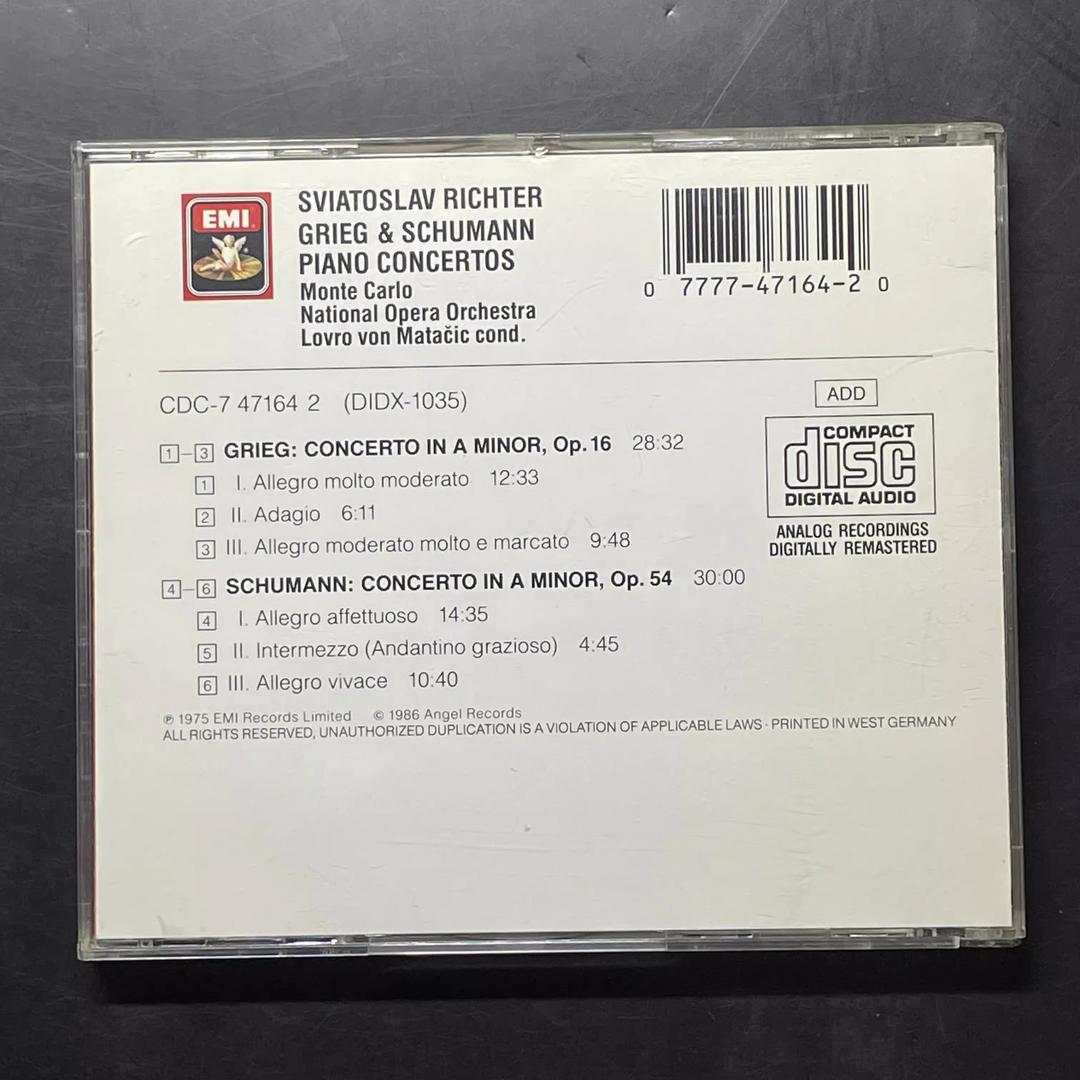 EMI
SVIATOSLAV RICHTER
GRIEG & SCHUMANN
PIANO CONCERTOS
Monte Carlo
National Opera Orchestra
Lovro von Matačic cond.
0 7777-47164-2 0
CDC-7 47164 2 (DIDX-1035)
ADD
COMPACT
disc
DIGITAL AUDIO
ANALOG RECORDINGS
DIGITALLY REMASTERED
1-3 GRIEG: CONCERTO IN A MINOR, Op. 16 28:32
1 I. Allegro molto moderato 12:33
2 II. Adagio 6:11
3 III. Allegro moderato molto e marcato 9:48
4-6 SCHUMANN: CONCERTO IN A MINOR, Op. 54 30:00
4 I. Allegro affettuoso 14:35
5 II. Intermezzo (Andantino grazioso) 4:45
6 III. Allegro vivace 10:40
℗ 1975 EMI Records Limited © 1986 Angel Records
ALL RIGHTS RESERVED, UNAUTHORIZED DUPLICATION IS A VIOLATION OF APPLICABLE LAWS · PRINTED IN WEST GERMANY